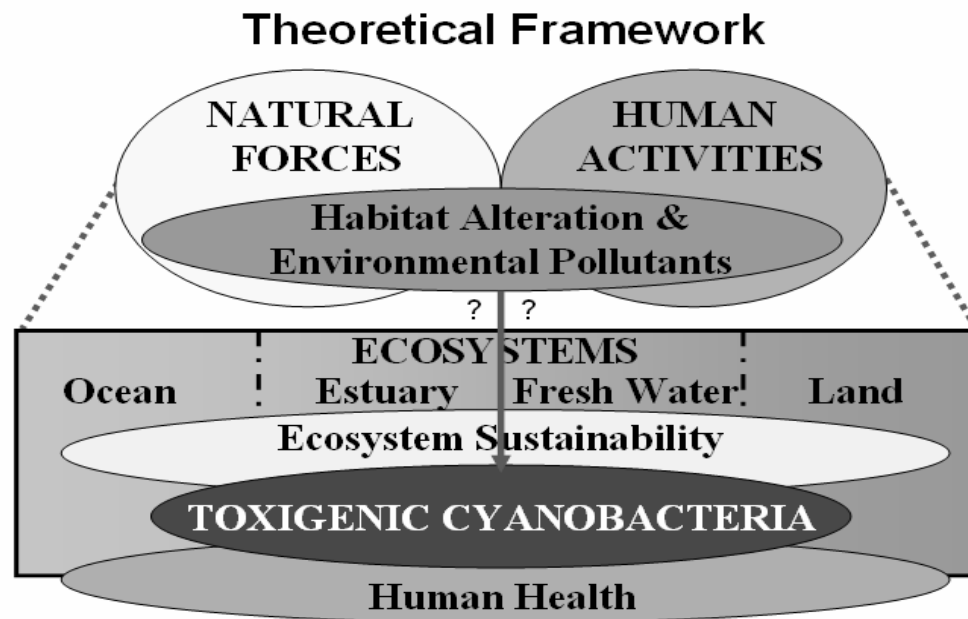 Theoretical Framework
NATURAL
FORCES
HUMAN
ACTIVITIES
Habitat Alteration &
Environmental Pollutants
? ?
ECOSYSTEMS
Ocean Estuary Fresh Water Land
Ecosystem Sustainability
TOXIGENIC CYANOBACTERIA
Human Health